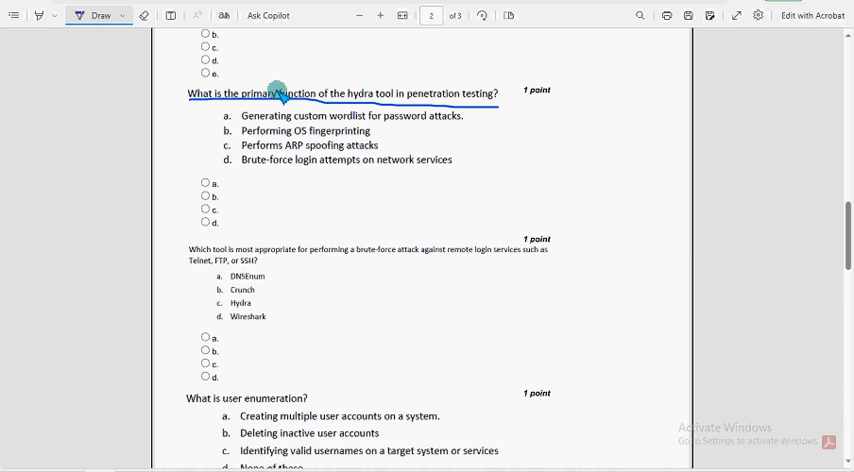 Draw
Ask Copilot
2 of 3
Edit with Acrobat
b.
c.
d.
e.
What is the primary function of the hydra tool in penetration testing?
1 point
a. Generating custom wordlist for password attacks.
b. Performing OS fingerprinting
c. Performs ARP spoofing attacks
d. Brute-force login attempts on network services
a.
b.
c.
d.
1 point
Which tool is most appropriate for performing a brute-force attack against remote login services such as
Telnet, FTP, or SSH?
a. DNSEnum
b. Crunch
c. Hydra
d. Wireshark
a.
b.
c.
d.
What is user enumeration?
1 point
a. Creating multiple user accounts on a system.
b. Deleting inactive user accounts
c. Identifying valid usernames on a target system or services
d. None of these
Activate Windows
Go to Settings to activate Windows.